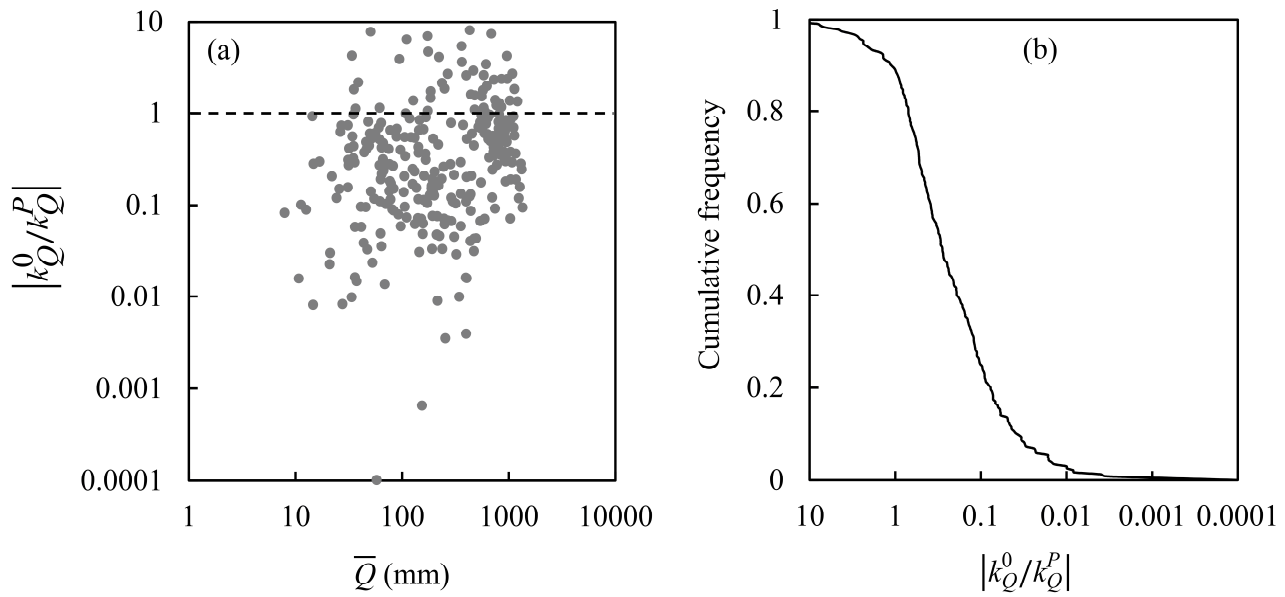 (a)
10
1
0.1
0.01
0.001
0.0001
|k_Q^0/k_Q^P|
1 10 100 1000 10000
Q̅ (mm)
(b)
1
0.8
0.6
0.4
0.2
0
Cumulative frequency
10 1 0.1 0.01 0.001 0.0001
|k_Q^0/k_Q^P|